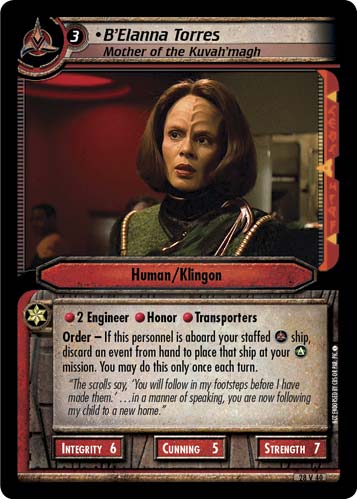 3
•B'Elanna Torres
Mother of the Kuvah'magh
Human/Klingon
2 Engineer Honor Transporters
Order – If this personnel is aboard your staffed ship,
discard an event from hand to place that ship at your
mission. You may do this only once each turn.
"The scrolls say, 'You will follow in my footsteps before I have
made them.' …in a manner of speaking, you are now following
my child to a new home."
INTEGRITY 6 CUNNING 5 STRENGTH 7
28 V 40